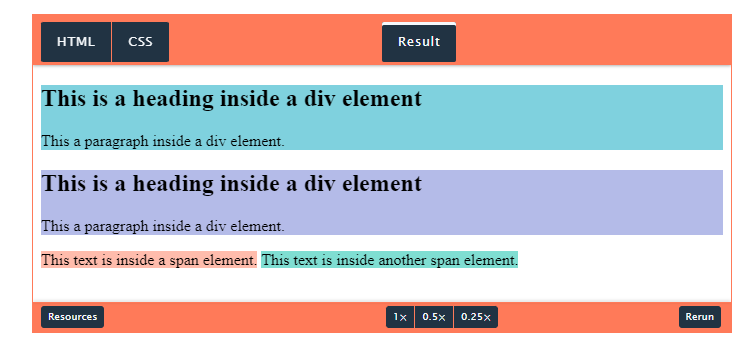 HTML CSS Result
This is a heading inside a div element
This a paragraph inside a div element.
This is a heading inside a div element
This a paragraph inside a div element.
This text is inside a span element. This text is inside another span element.
Resources 1× 0.5× 0.25× Rerun